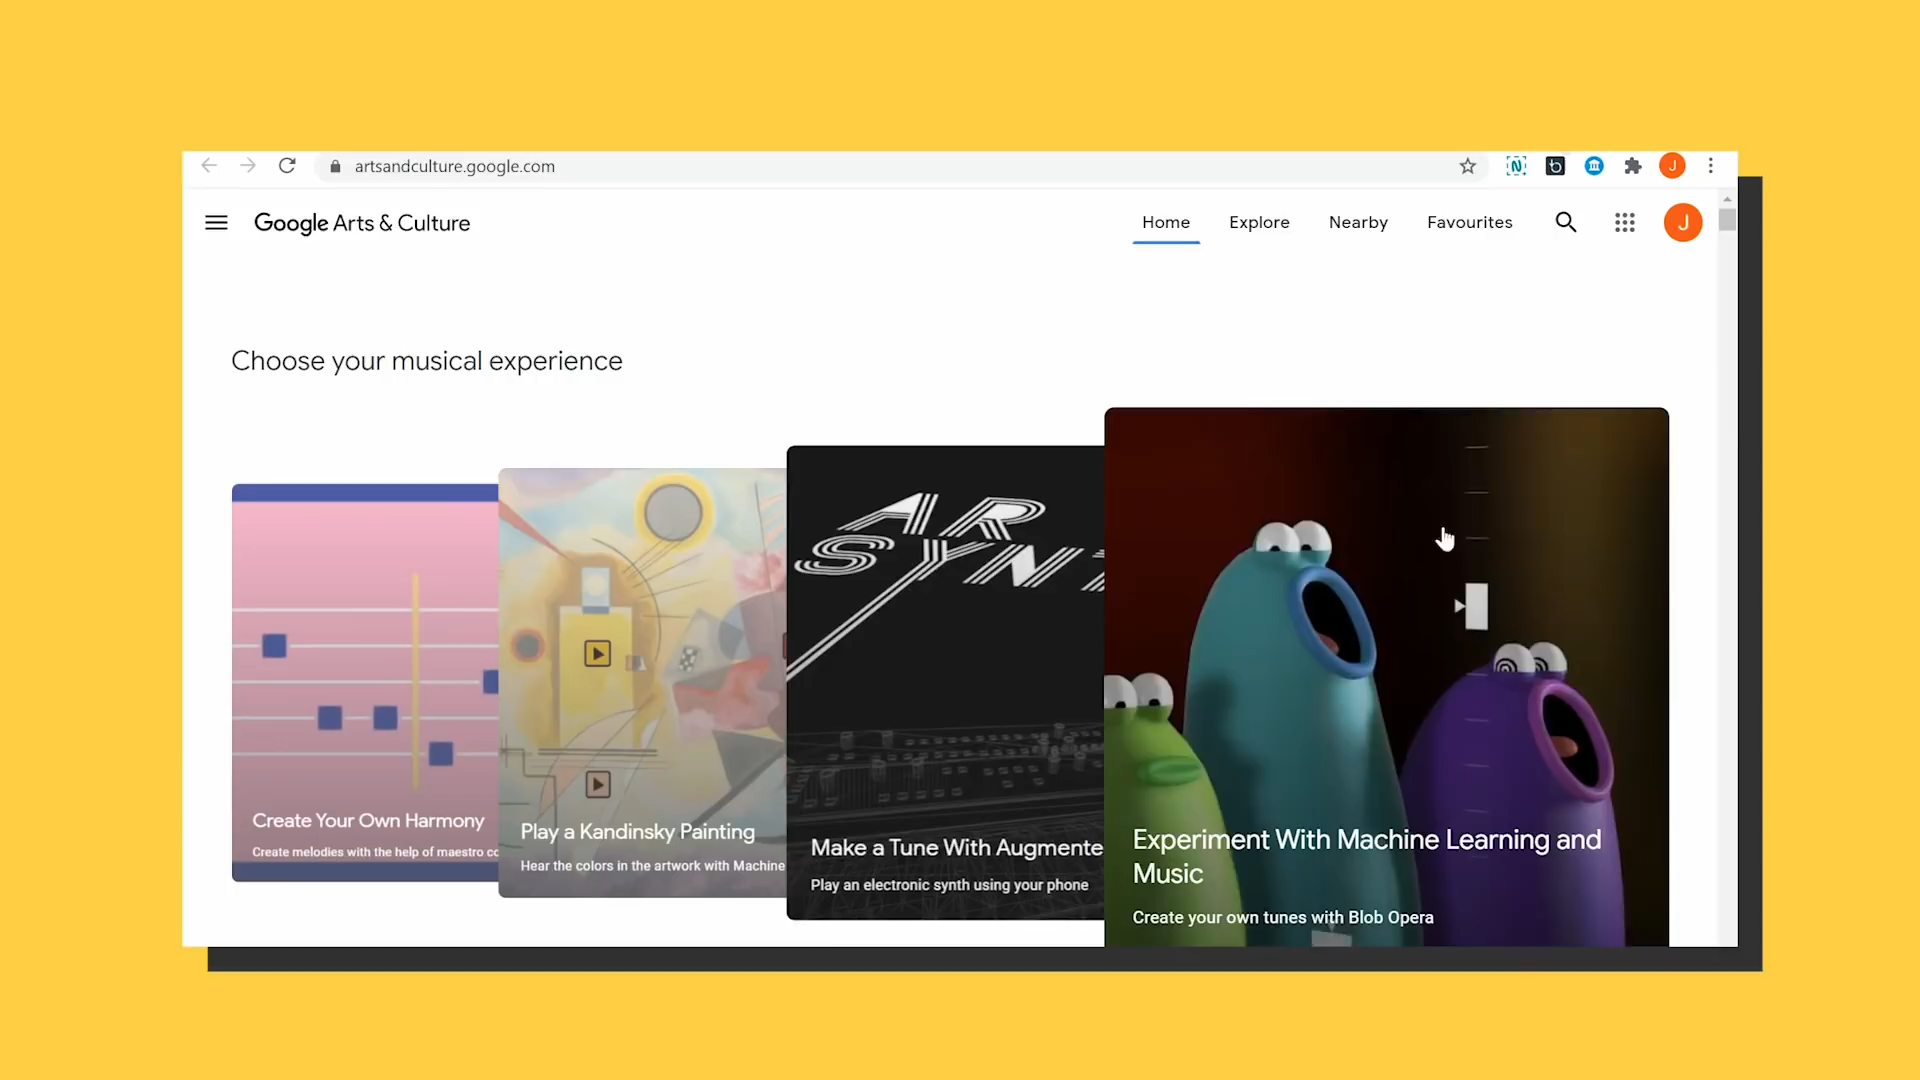 artsandculture.google.com
J
Google Arts & Culture
Home Explore Nearby Favourites
J
Choose your musical experience
AR
SYN
Create Your Own Harmony
Create melodies with the help of maestro
Play a Kandinsky Painting
Hear the colors in the artwork with Machine
Make a Tune With Augmente
Play an electronic synth using your phone
Experiment With Machine Learning and
Music
Create your own tunes with Blob Opera